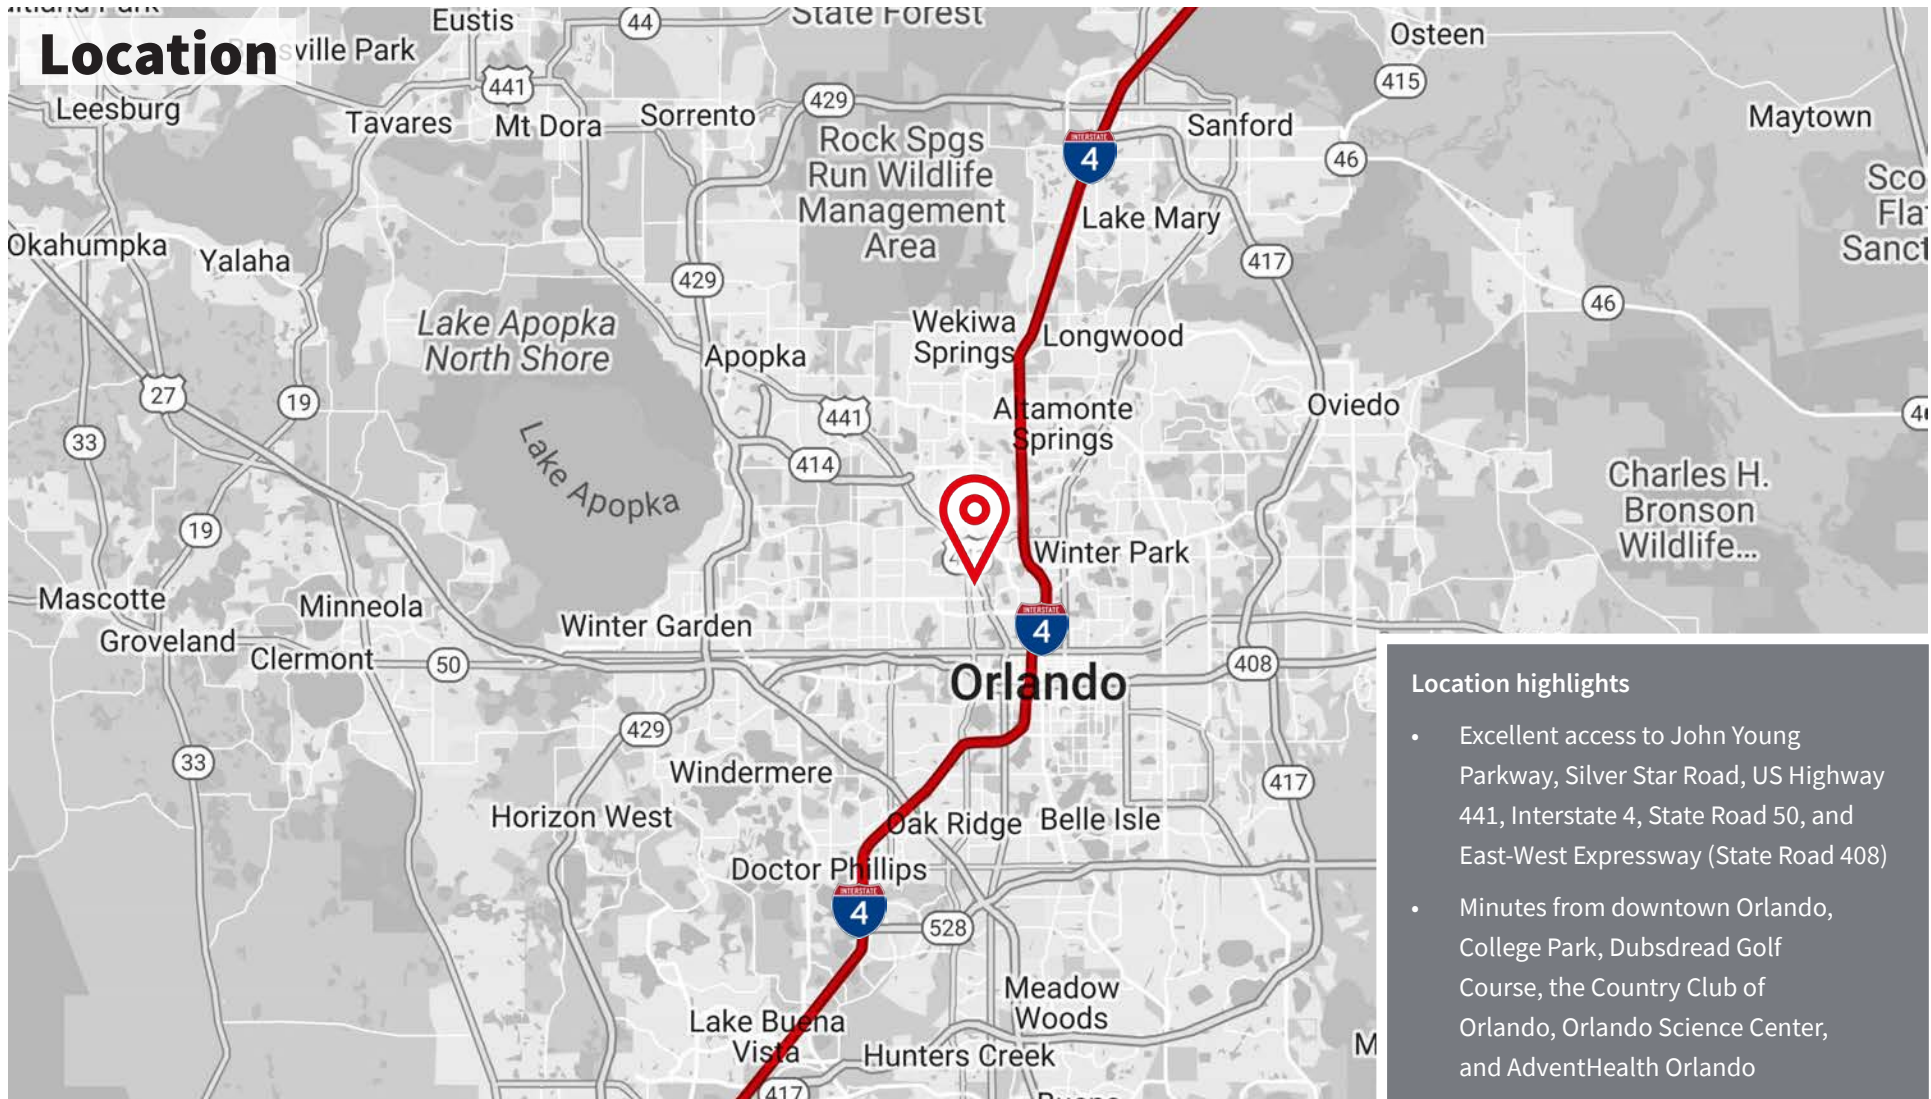 Location
Eustis
44
State Forest
Osteen
sville Park
441
429
415
Leesburg
Tavares
Mt Dora
Sorrento
Sanford
Maytown
Rock Spgs
Run Wildlife
Management
Area
INTERSTATE
4
46
Lake Mary
Sco
Fla
Sanct
Okahumpka
Yalaha
429
417
46
Lake Apopka
North Shore
Wekiwa
Springs
Longwood
Apopka
27
19
441
Altamonte
Springs
Oviedo
33
414
Lake Apopka
Charles H.
Bronson
Wildlife...
19
Winter Park
Mascotte
Minneola
Winter Garden
INTERSTATE
4
Groveland
Clermont
50
408
Orlando
429
33
Windermere
417
Horizon West
Oak Ridge
Belle Isle
Doctor Phillips
INTERSTATE
4
528
Meadow
Woods
Lake Buena
Vista
Hunters Creek
417
Location highlights
• Excellent access to John Young
Parkway, Silver Star Road, US Highway
441, Interstate 4, State Road 50, and
East-West Expressway (State Road 408)
• Minutes from downtown Orlando,
College Park, Dubsdread Golf
Course, the Country Club of
Orlando, Orlando Science Center,
and AdventHealth Orlando